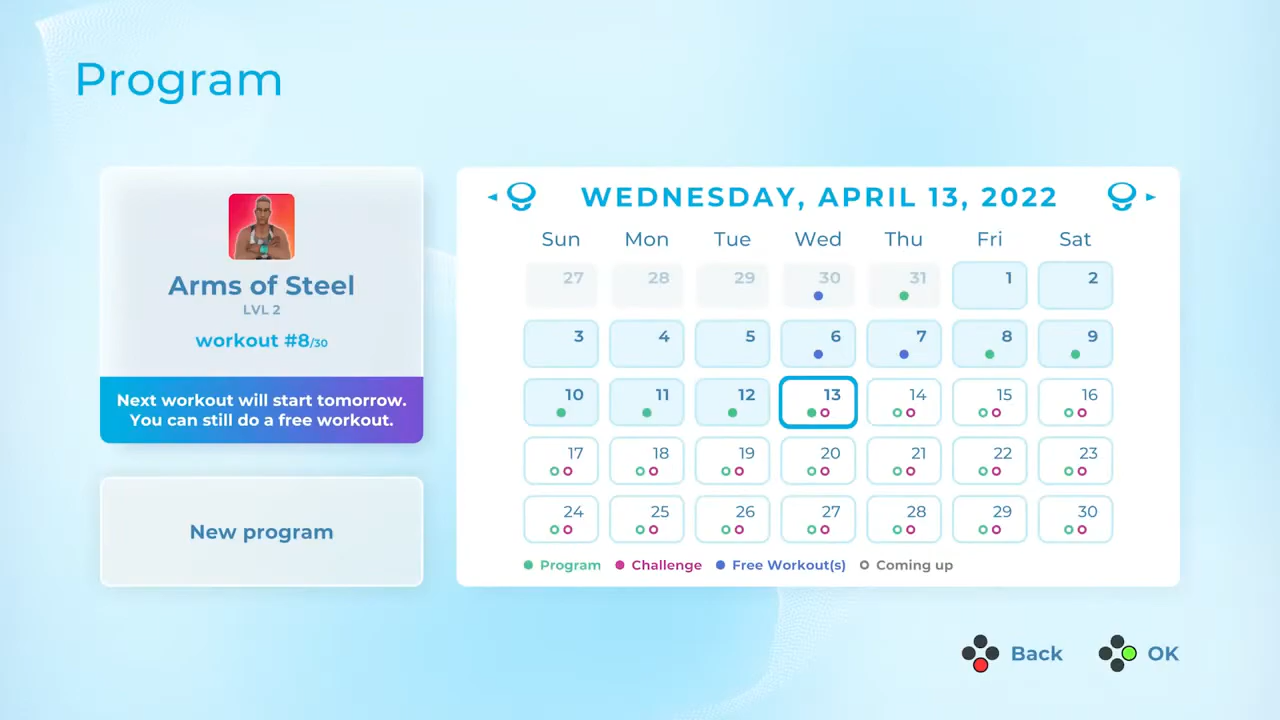 Program
Arms of Steel
LVL 2
workout #8/30
Next workout will start tomorrow.
You can still do a free workout.
New program
WEDNESDAY, APRIL 13, 2022
Sun Mon Tue Wed Thu Fri Sat
27 28 29 30 31 1 2
3 4 5 6 7 8 9
10 11 12 13 14 15 16
17 18 19 20 21 22 23
24 25 26 27 28 29 30
Program Challenge Free Workout(s) Coming up
Back OK